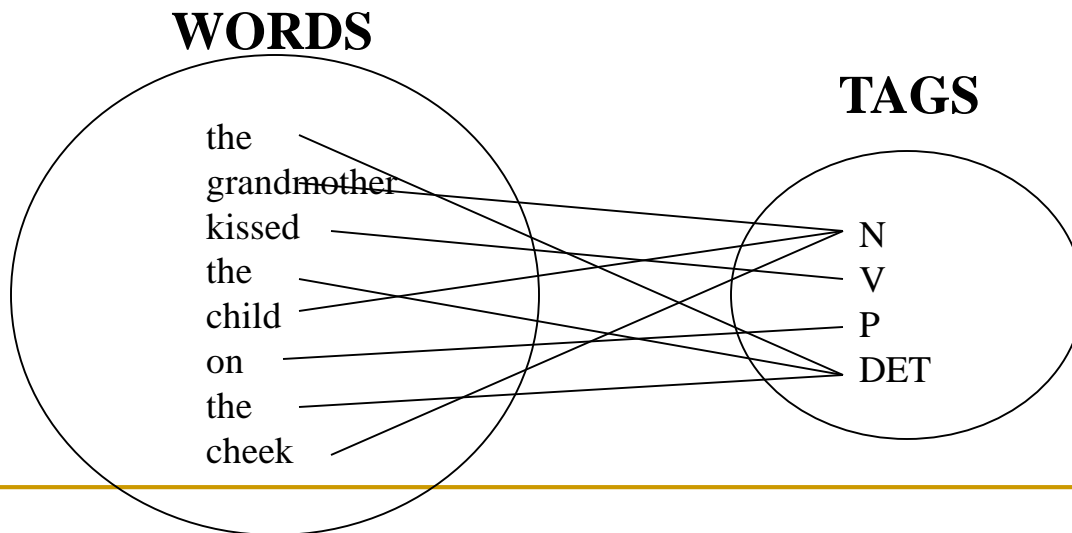 WORDS
the
grandmother
kissed
the
child
on
the
cheek
TAGS
N
V
P
DET